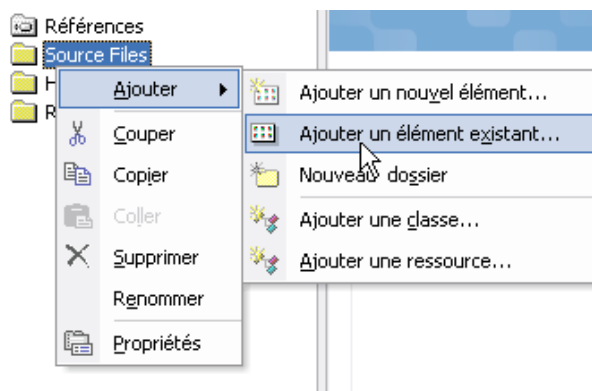 Références
Source Files
H
R
Ajouter
Couper
Copier
Coller
Supprimer
Renommer
Propriétés
Ajouter un nouvel élément...
Ajouter un élément existant...
Nouveau dossier
Ajouter une classe...
Ajouter une ressource...